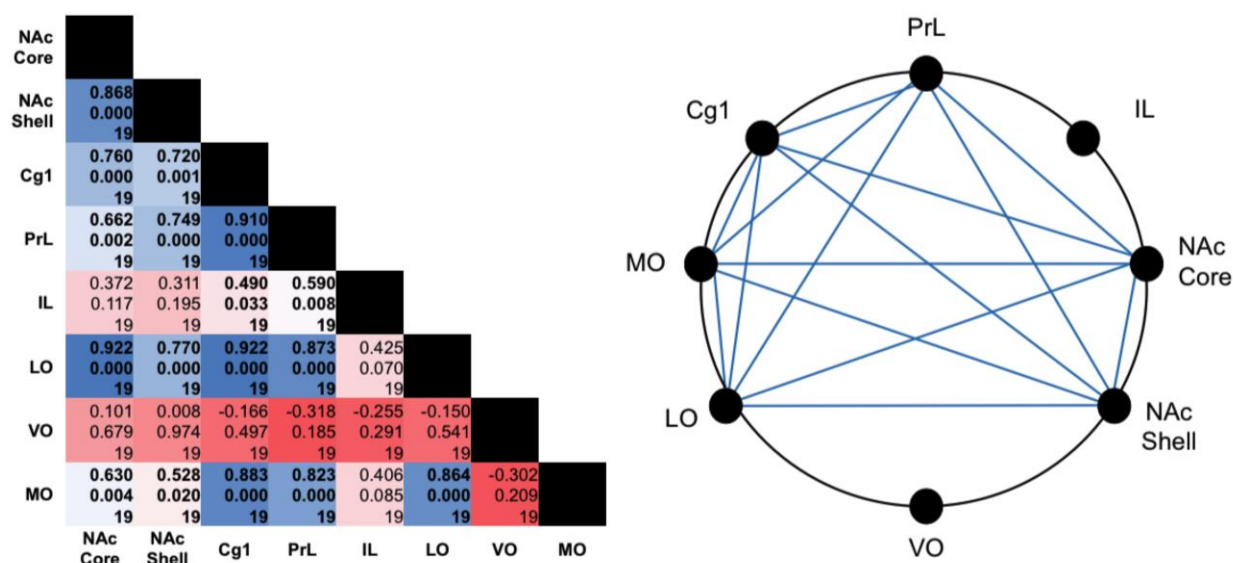 NAc
Core
NAc
Shell
0.868
0.000
19
Cg1
0.760 0.720
0.000 0.001
19 19
PrL
0.662 0.749 0.910
0.002 0.000 0.000
19 19 19
IL
0.372 0.311 0.490 0.590
0.117 0.195 0.033 0.008
19 19 19 19
LO
0.922 0.770 0.922 0.873 0.425
0.000 0.000 0.000 0.000 0.070
19 19 19 19 19
VO
0.101 0.008 -0.166 -0.318 -0.255 -0.150
0.679 0.974 0.497 0.185 0.291 0.541
19 19 19 19 19 19
MO
0.630 0.528 0.883 0.823 0.406 0.864 -0.302
0.004 0.020 0.000 0.000 0.085 0.000 0.209
19 19 19 19 19 19 19
NAc NAc Cg1 PrL IL LO VO MO
Core Shell
PrL
IL
Cg1
MO
NAc
Core
LO
NAc
Shell
VO